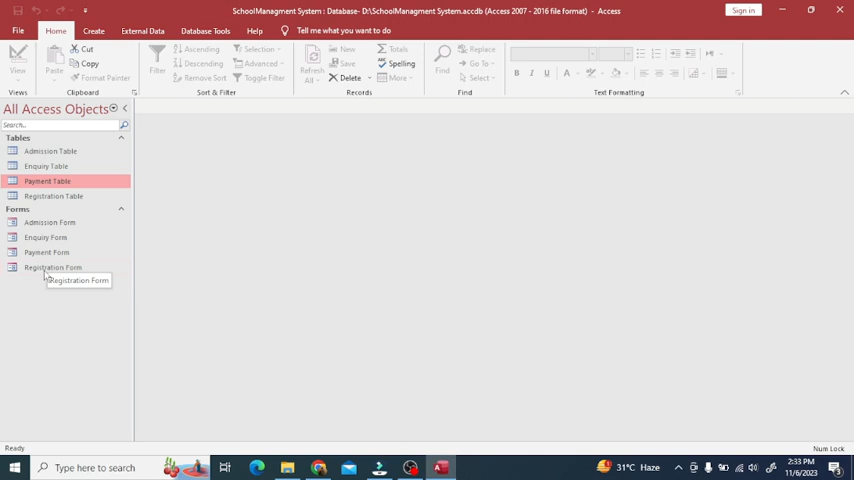 SchoolManagment System : Database- D:\SchoolManagment System.accdb (Access 2007 - 2016 file format) - Access
Sign in
File Home Create External Data Database Tools Help Tell me what you want to do
View
Views
Paste
Cut
Copy
Format Painter
Clipboard
Filter
Ascending
Descending
Remove Sort
Selection
Advanced
Toggle Filter
Sort & Filter
Refresh All
New
Save
Delete
Totals
Spelling
More
Records
Find
Replace
Go To
Select
Find
B I U A
Text Formatting
All Access Objects
Search...
Tables
Admission Table
Enquiry Table
Payment Table
Registration Table
Forms
Admission Form
Enquiry Form
Payment Form
Registration Form
Registration Form
Ready
Num Lock
Type here to search
31°C Haze
2:33 PM
11/6/2023
3